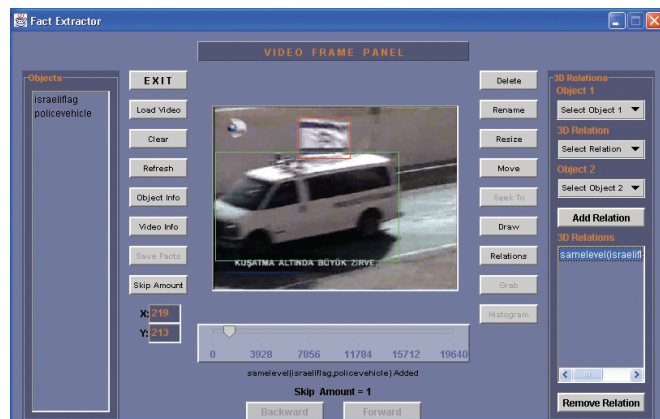 Fact Extractor
VIDEO FRAME PANEL
Objects
israeliflag
policevehicle
EXIT
Load Video
Clear
Refresh
Object Info
Video Info
Save Facts
Skip Amount
X: 219
Y: 213
KUŞATMA ALTINDA BÜYÜK ZİRVE
0 3928 7856 11784 15712 19640
samelevel(israeliflag,policevehicle) Added
Skip Amount = 1
Backward Forward
Delete
Rename
Resize
Move
Seek To
Draw
Relations
Grab
Histogram
3D Relations
Object 1
Select Object 1
3D Relation
Select Relation
Object 2
Select Object 2
Add Relation
3D Relations
samelevel(israelifl
Remove Relation